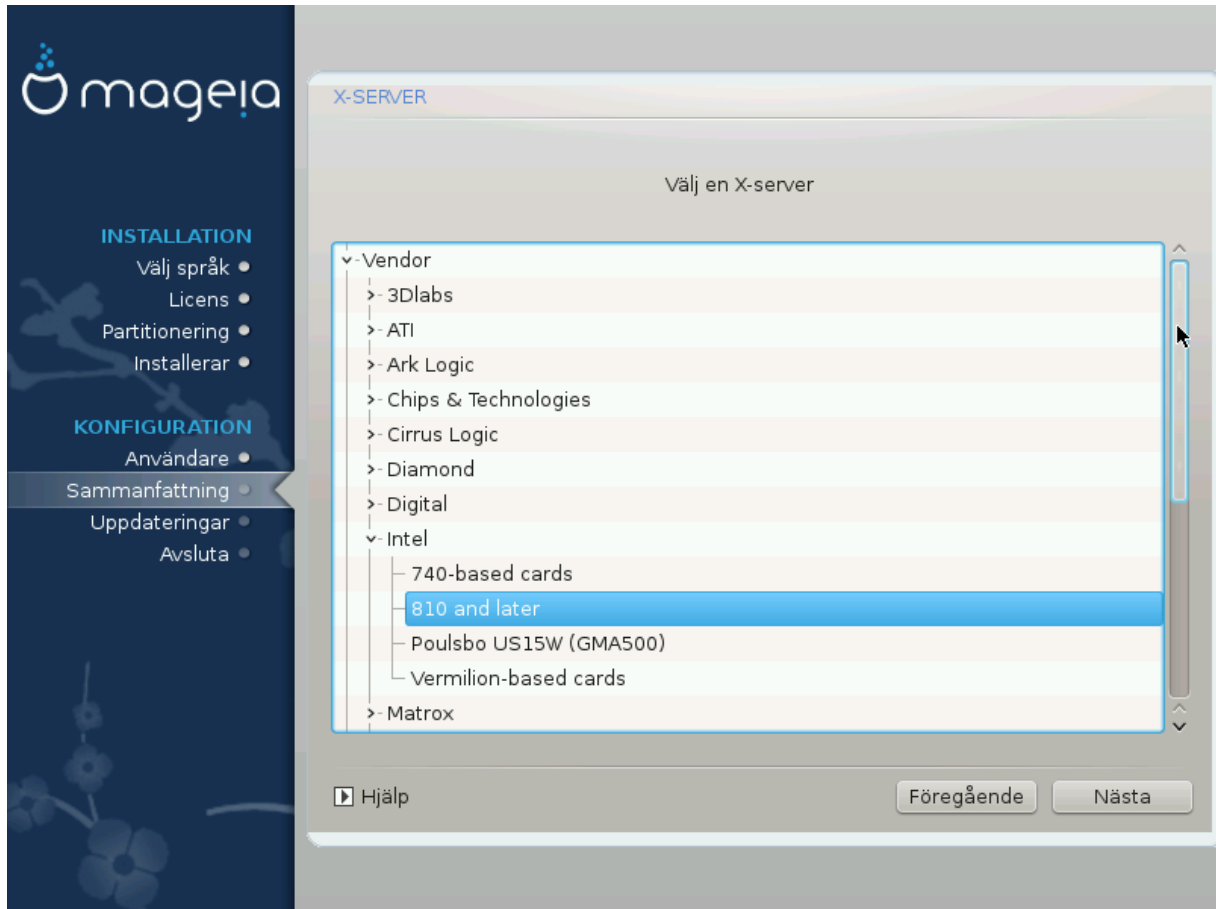 mageia
INSTALLATION
Välj språk
Licens
Partitionering
Installerar
KONFIGURATION
Användare
Sammanfattning
Uppdateringar
Avsluta
X-SERVER
Välj en X-server
Vendor
3Dlabs
ATI
Ark Logic
Chips & Technologies
Cirrus Logic
Diamond
Digital
Intel
740-based cards
810 and later
Poulsbo US15W (GMA500)
Vermilion-based cards
Matrox
Hjälp
Föregående
Nästa